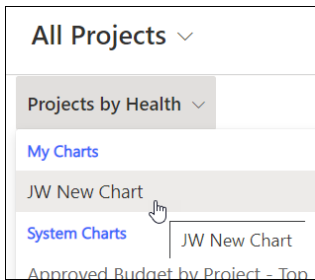 All Projects
Projects by Health
My Charts
JW New Chart
System Charts
JW New Chart
Approved Budget by Project - Top